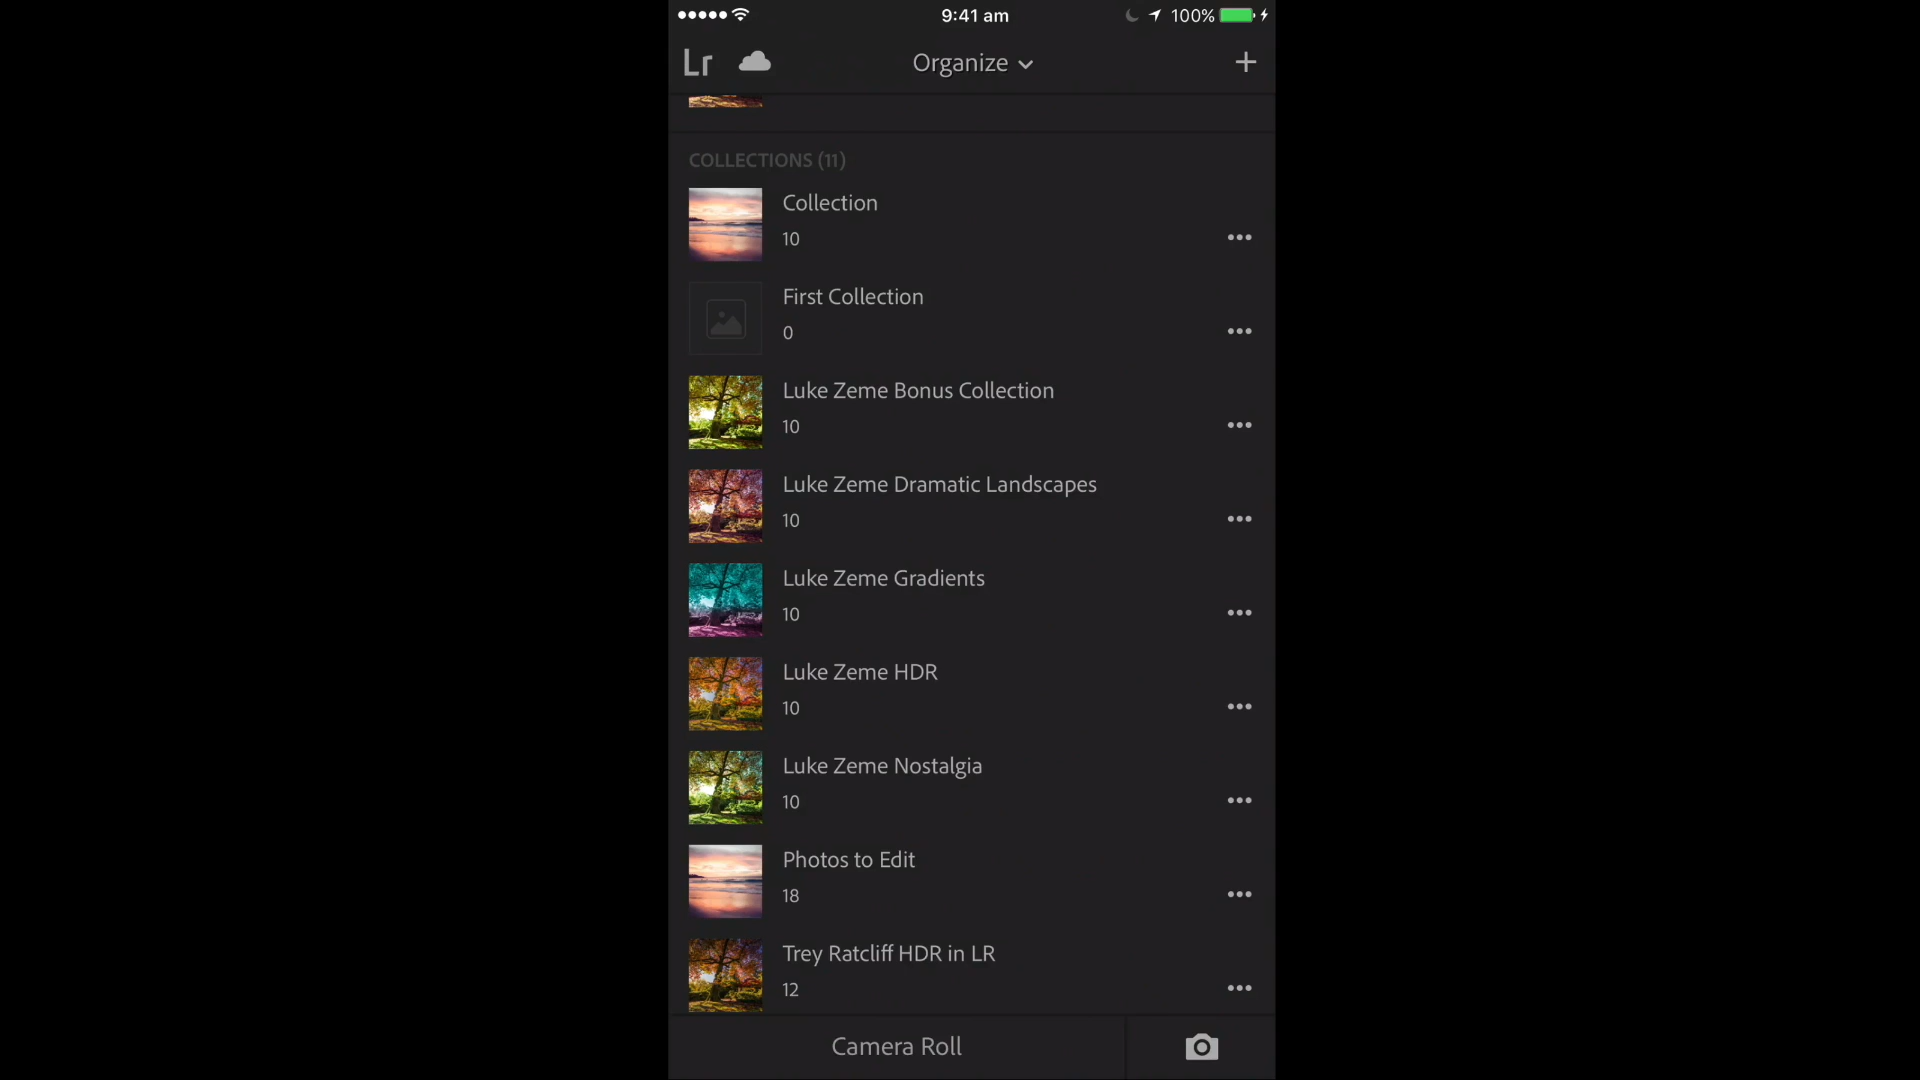 9:41 am
100%
Lr
Organize
COLLECTIONS (11)
Collection
10
First Collection
0
Luke Zeme Bonus Collection
10
Luke Zeme Dramatic Landscapes
10
Luke Zeme Gradients
10
Luke Zeme HDR
10
Luke Zeme Nostalgia
10
Photos to Edit
18
Trey Ratcliff HDR in LR
12
Camera Roll